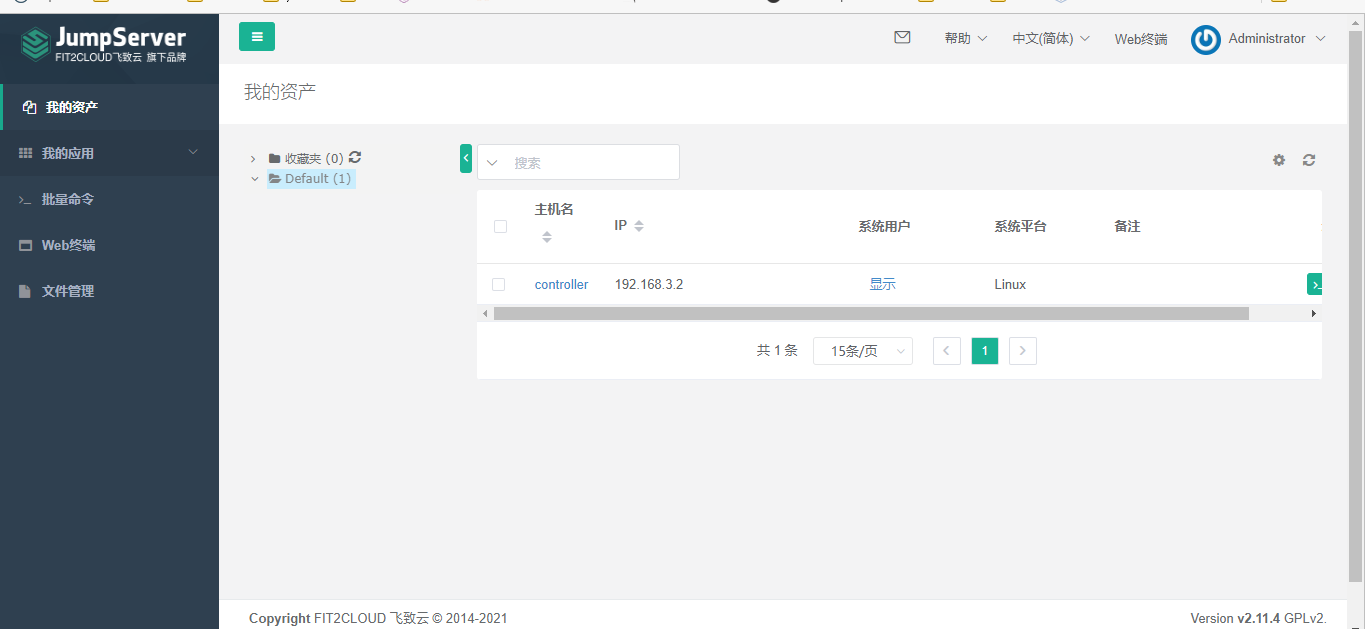 JumpServer
FIT2CLOUD飞致云 旗下品牌
帮助
中文(简体)
Web终端
Administrator
我的资产
我的应用
批量命令
Web终端
文件管理
我的资产
收藏夹 (0)
Default (1)
搜索
主机名
IP
系统用户
系统平台
备注
controller
192.168.3.2
显示
Linux
共 1 条
15条/页
1
Copyright FIT2CLOUD 飞致云 © 2014-2021
Version v2.11.4 GPLv2.